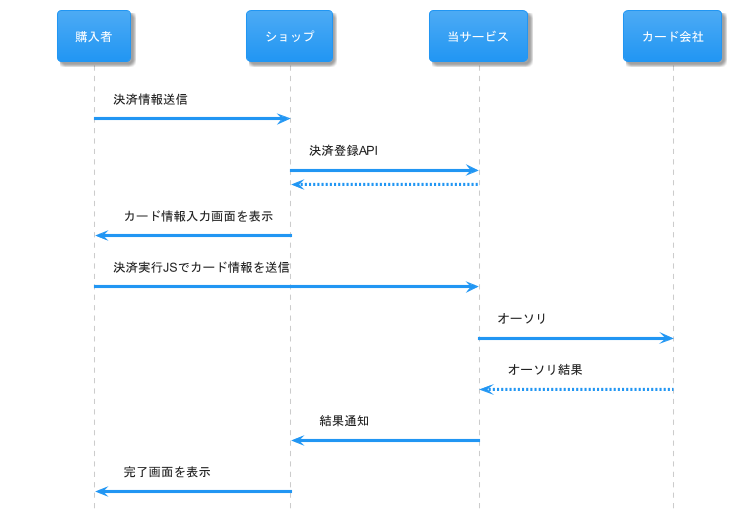 購入者
ショップ
当サービス
カード会社
決済情報送信
決済登録API
カード情報入力画面を表示
決済実行JSでカード情報を送信
オーソリ
オーソリ結果
結果通知
完了画面を表示